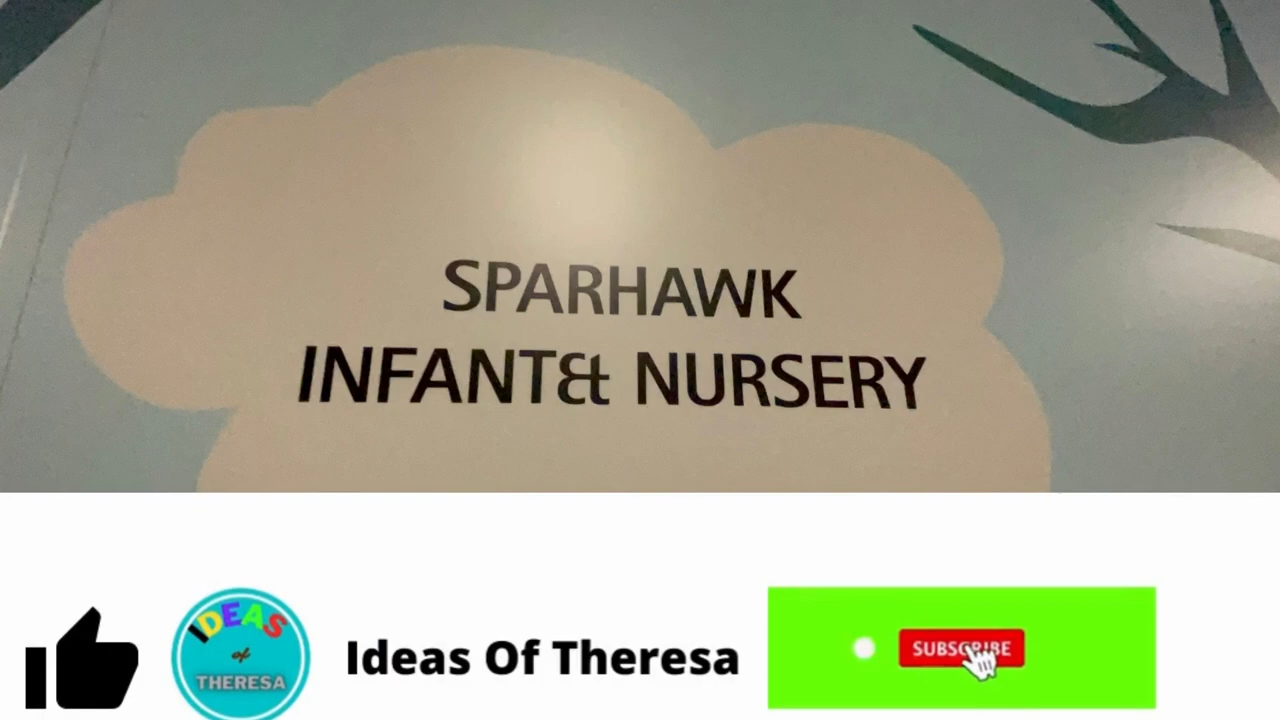 SPARHAWK
INFANT& NURSERY
IDEAS
of
THERESA
Ideas Of Theresa
SUBSCRIBE